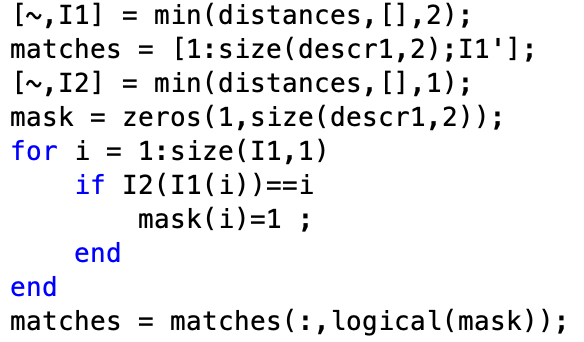 [~,I1] = min(distances,[],2);
matches = [1:size(descr1,2);I1'];
[~,I2] = min(distances,[],1);
mask = zeros(1,size(descr1,2));
for i = 1:size(I1,1)
    if I2(I1(i))==i
        mask(i)=1 ;
    end
end
matches = matches(:,logical(mask));